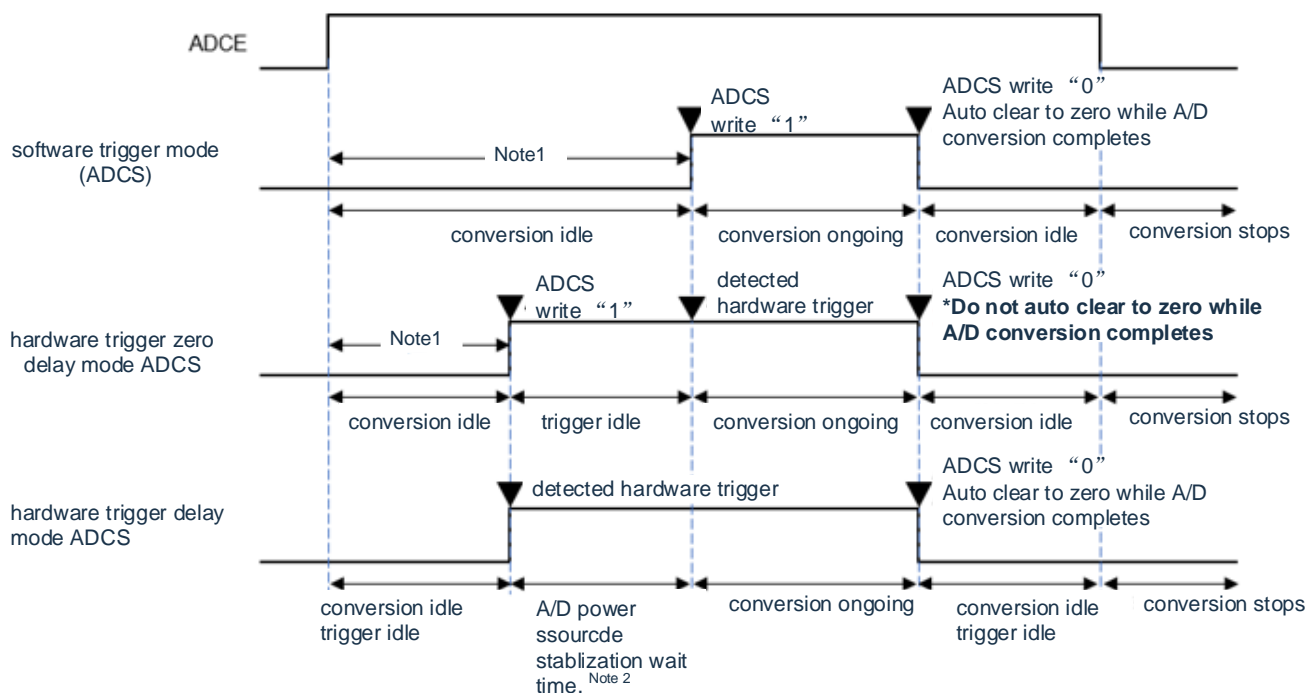 ADCE
ADCS
write “1”
ADCS write “0”
Auto clear to zero while A/D
conversion completes
software trigger mode
(ADCS)
Note1
conversion idle
conversion ongoing
conversion idle
conversion stops
ADCS
write “1”
detected
hardware trigger
ADCS write “0”
*Do not auto clear to zero while
A/D conversion completes
hardware trigger zero
delay mode ADCS
Note1
conversion idle
trigger idle
conversion ongoing
conversion idle
conversion stops
detected hardware trigger
ADCS write “0”
Auto clear to zero while A/D
conversion completes
hardware trigger delay
mode ADCS
conversion idle
trigger idle
A/D power
ssourcde
stablization wait
time. Note 2
conversion ongoing
conversion idle
trigger idle
conversion stops